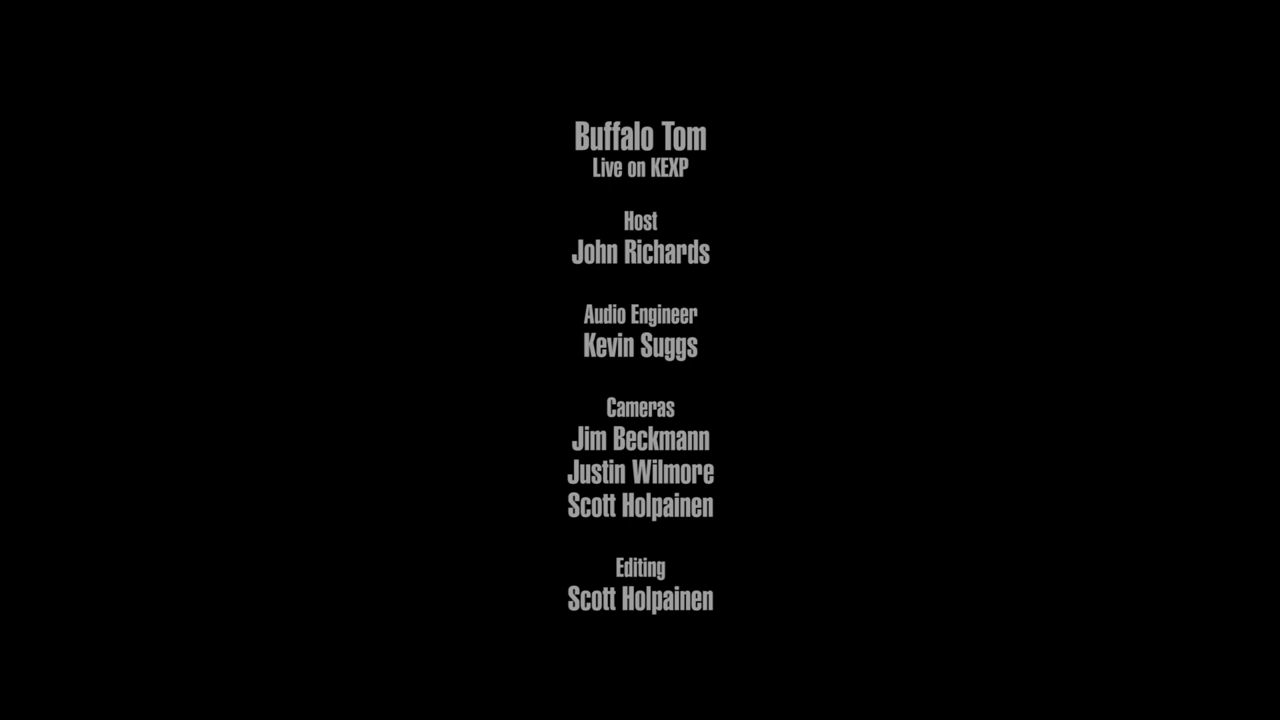 Buffalo Tom
Live on KEXP
Host
John Richards
Audio Engineer
Kevin Suggs
Cameras
Jim Beckmann
Justin Wilmore
Scott Holpainen
Editing
Scott Holpainen